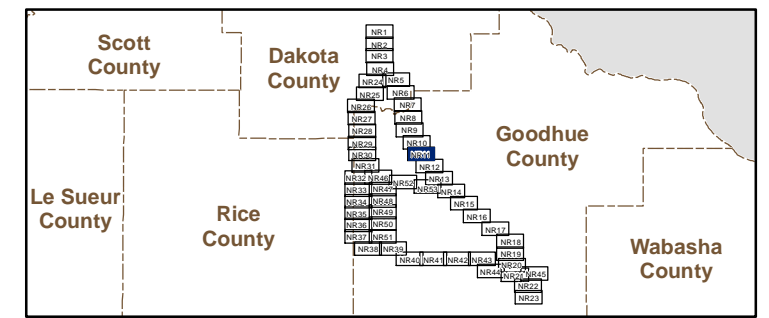 Scott
County
Dakota
County
Goodhue
County
Le Sueur
County
Rice
County
Wabasha
County
NR1
NR2
NR3
NR4
NR24 NR5
NR25 NR6
NR26 NR7
NR27 NR8
NR28 NR9
NR29 NR10
NR30 NR11
NR31 NR12
NR32 NR46 NR52 NR13
NR33 NR47 NR53 NR14
NR34 NR48 NR15
NR35 NR49 NR16
NR36 NR50 NR17
NR37 NR51 NR18
NR38 NR39 NR19
NR40 NR41 NR42 NR43 NR20
NR44 NR21 NR45
NR22
NR23